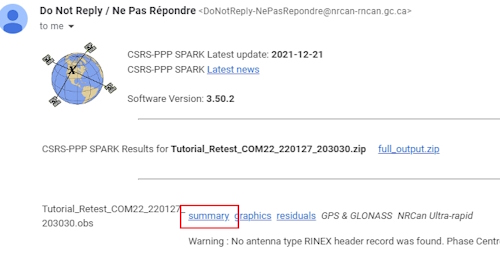 Do Not Reply / Ne Pas Répondre <DoNotReply-NePasRepondre@nrcan-rncan.gc.ca>
to me
CSRS-PPP SPARK Latest update: 2021-12-21
CSRS-PPP SPARK Latest news
Software Version: 3.50.2
CSRS-PPP SPARK Results for Tutorial_Retest_COM22_220127_203030.zip full_output.zip
Tutorial_Retest_COM22_220127_
203030.obs
summary graphics residuals GPS & GLONASS NRCan Ultra-rapid
Warning : No antenna type RINEX header record was found. Phase Centr